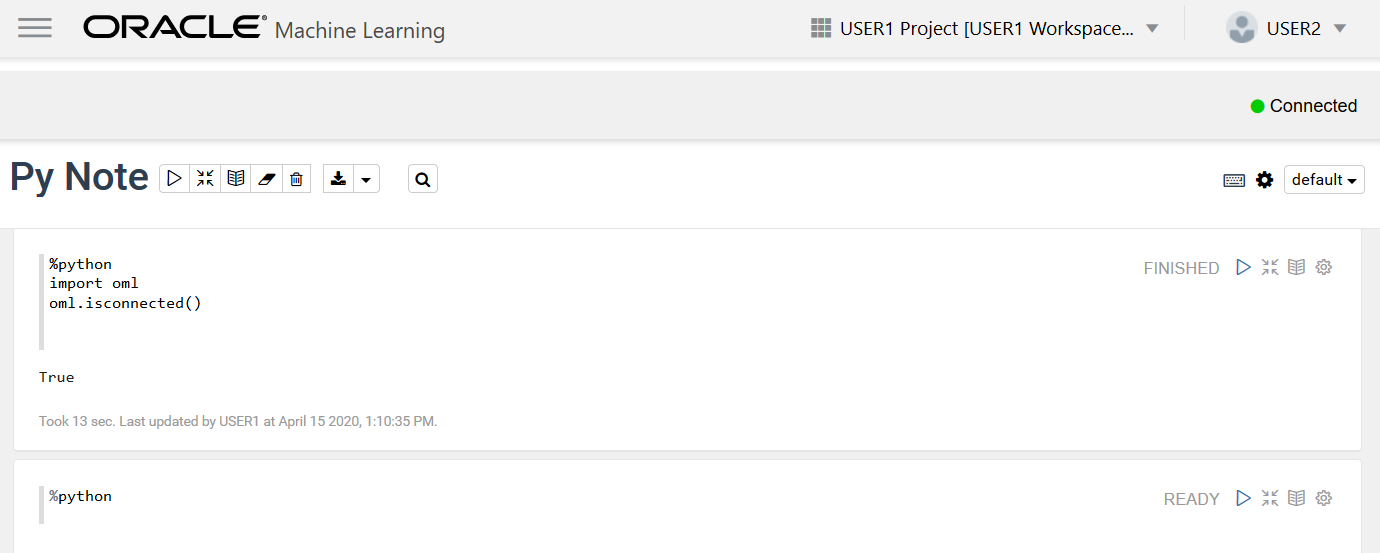 ORACLE® Machine Learning
USER1 Project [USER1 Workspace...
USER2
Connected
Py Note
default
%python
import oml
oml.isconnected()
FINISHED
True
Took 13 sec. Last updated by USER1 at April 15 2020, 1:10:35 PM.
%python
READY